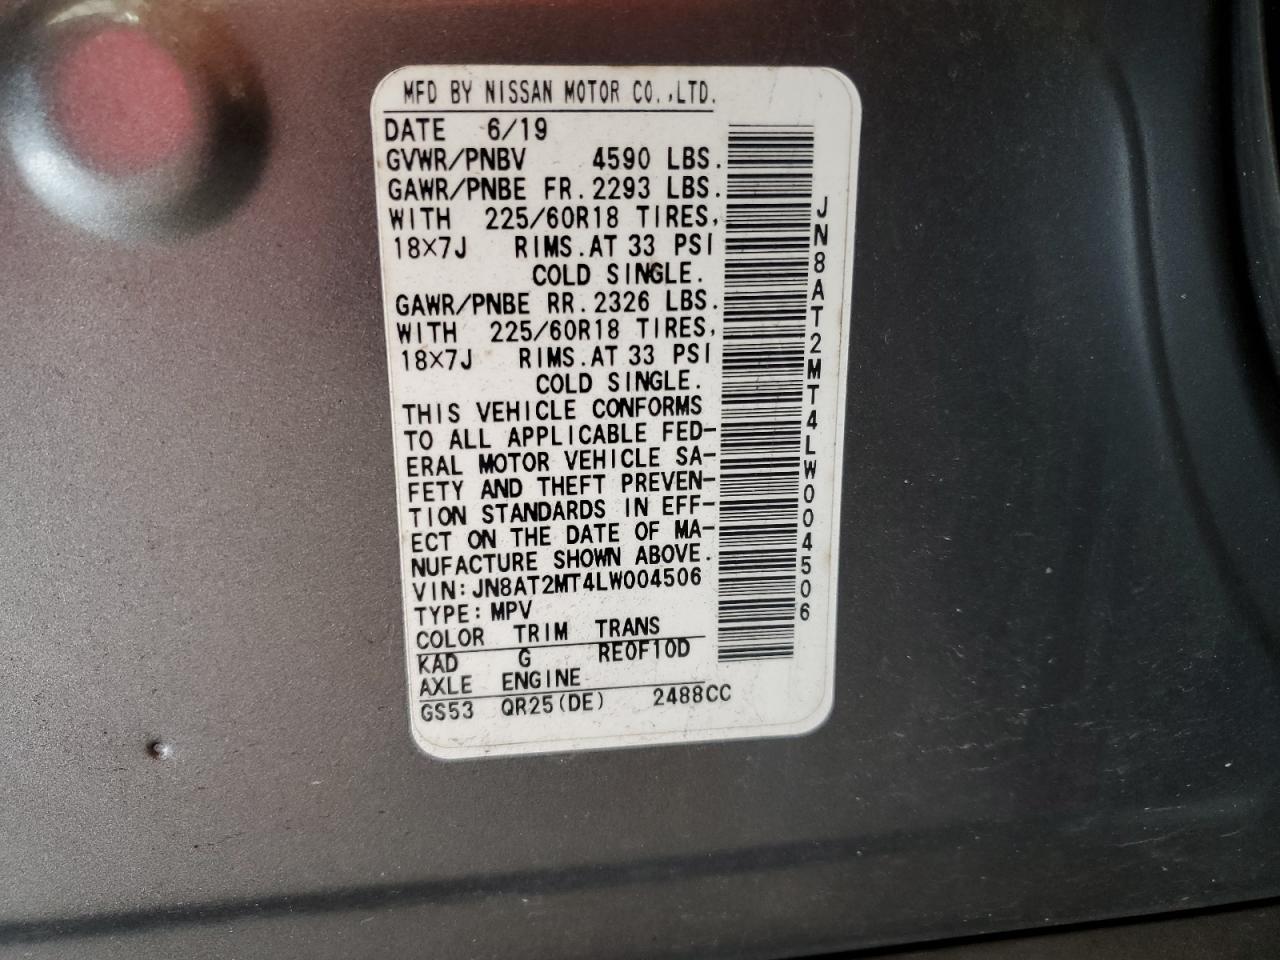 MFD BY NISSAN MOTOR CO.,LTD.
DATE 6/19
GVWR/PNBV 4590 LBS.
GAWR/PNBE FR.2293 LBS.
WITH 225/60R18 TIRES,
18×7J RIMS.AT 33 PSI
COLD SINGLE.
GAWR/PNBE RR.2326 LBS.
WITH 225/60R18 TIRES,
18×7J RIMS.AT 33 PSI
COLD SINGLE.
THIS VEHICLE CONFORMS
TO ALL APPLICABLE FED-
ERAL MOTOR VEHICLE SA-
FETY AND THEFT PREVEN-
TION STANDARDS IN EFF-
ECT ON THE DATE OF MA-
NUFACTURE SHOWN ABOVE.
VIN:JN8AT2MT4LW004506
TYPE:MPV
COLOR TRIM TRANS
KAD G RE0F10D
AXLE ENGINE
GS53 QR25(DE) 2488CC
JN8AT2MT4LW004506